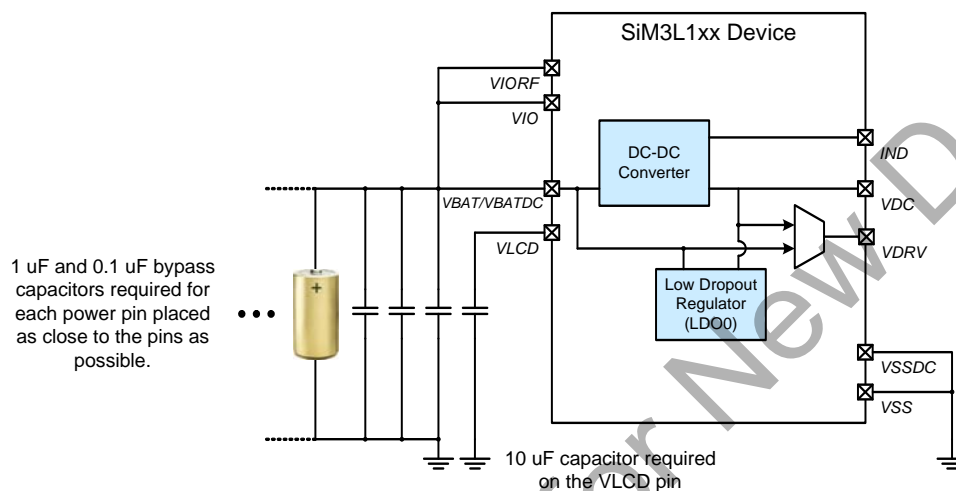 SiM3L1xx Device
VIORF
VIO
DC-DC
Converter
IND
VBAT/VBATDC
VDC
VLCD
VDRV
1 uF and 0.1 uF bypass
capacitors required for
each power pin placed
as close to the pins as
possible.
+
Low Dropout
Regulator
(LDO0)
VSSDC
VSS
10 uF capacitor required
on the VLCD pin
or New D